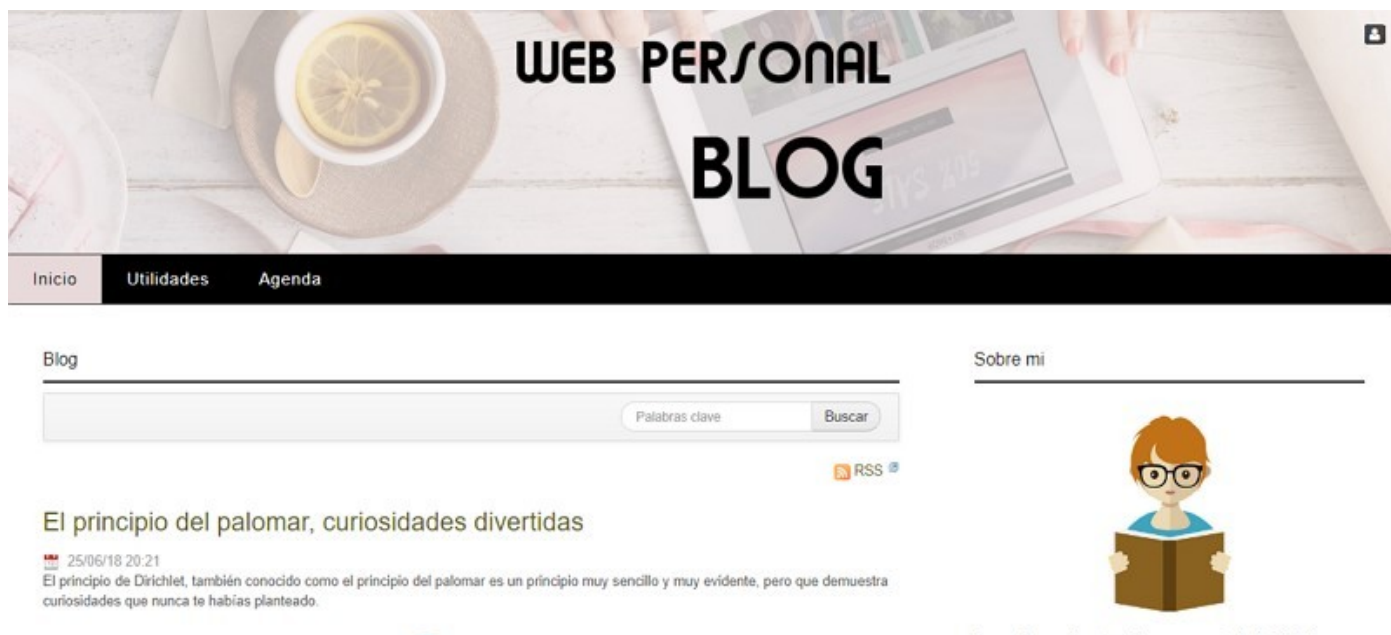 WEB PERSONAL
BLOG
Inicio Utilidades Agenda
Blog
Sobre mi
Palabras clave Buscar
RSS
El principio del palomar, curiosidades divertidas
25/06/18 20:21
El principio de Dirichlet, también conocido como el principio del palomar es un principio muy sencillo y muy evidente, pero que demuestra
curiosidades que nunca te habías planteado.